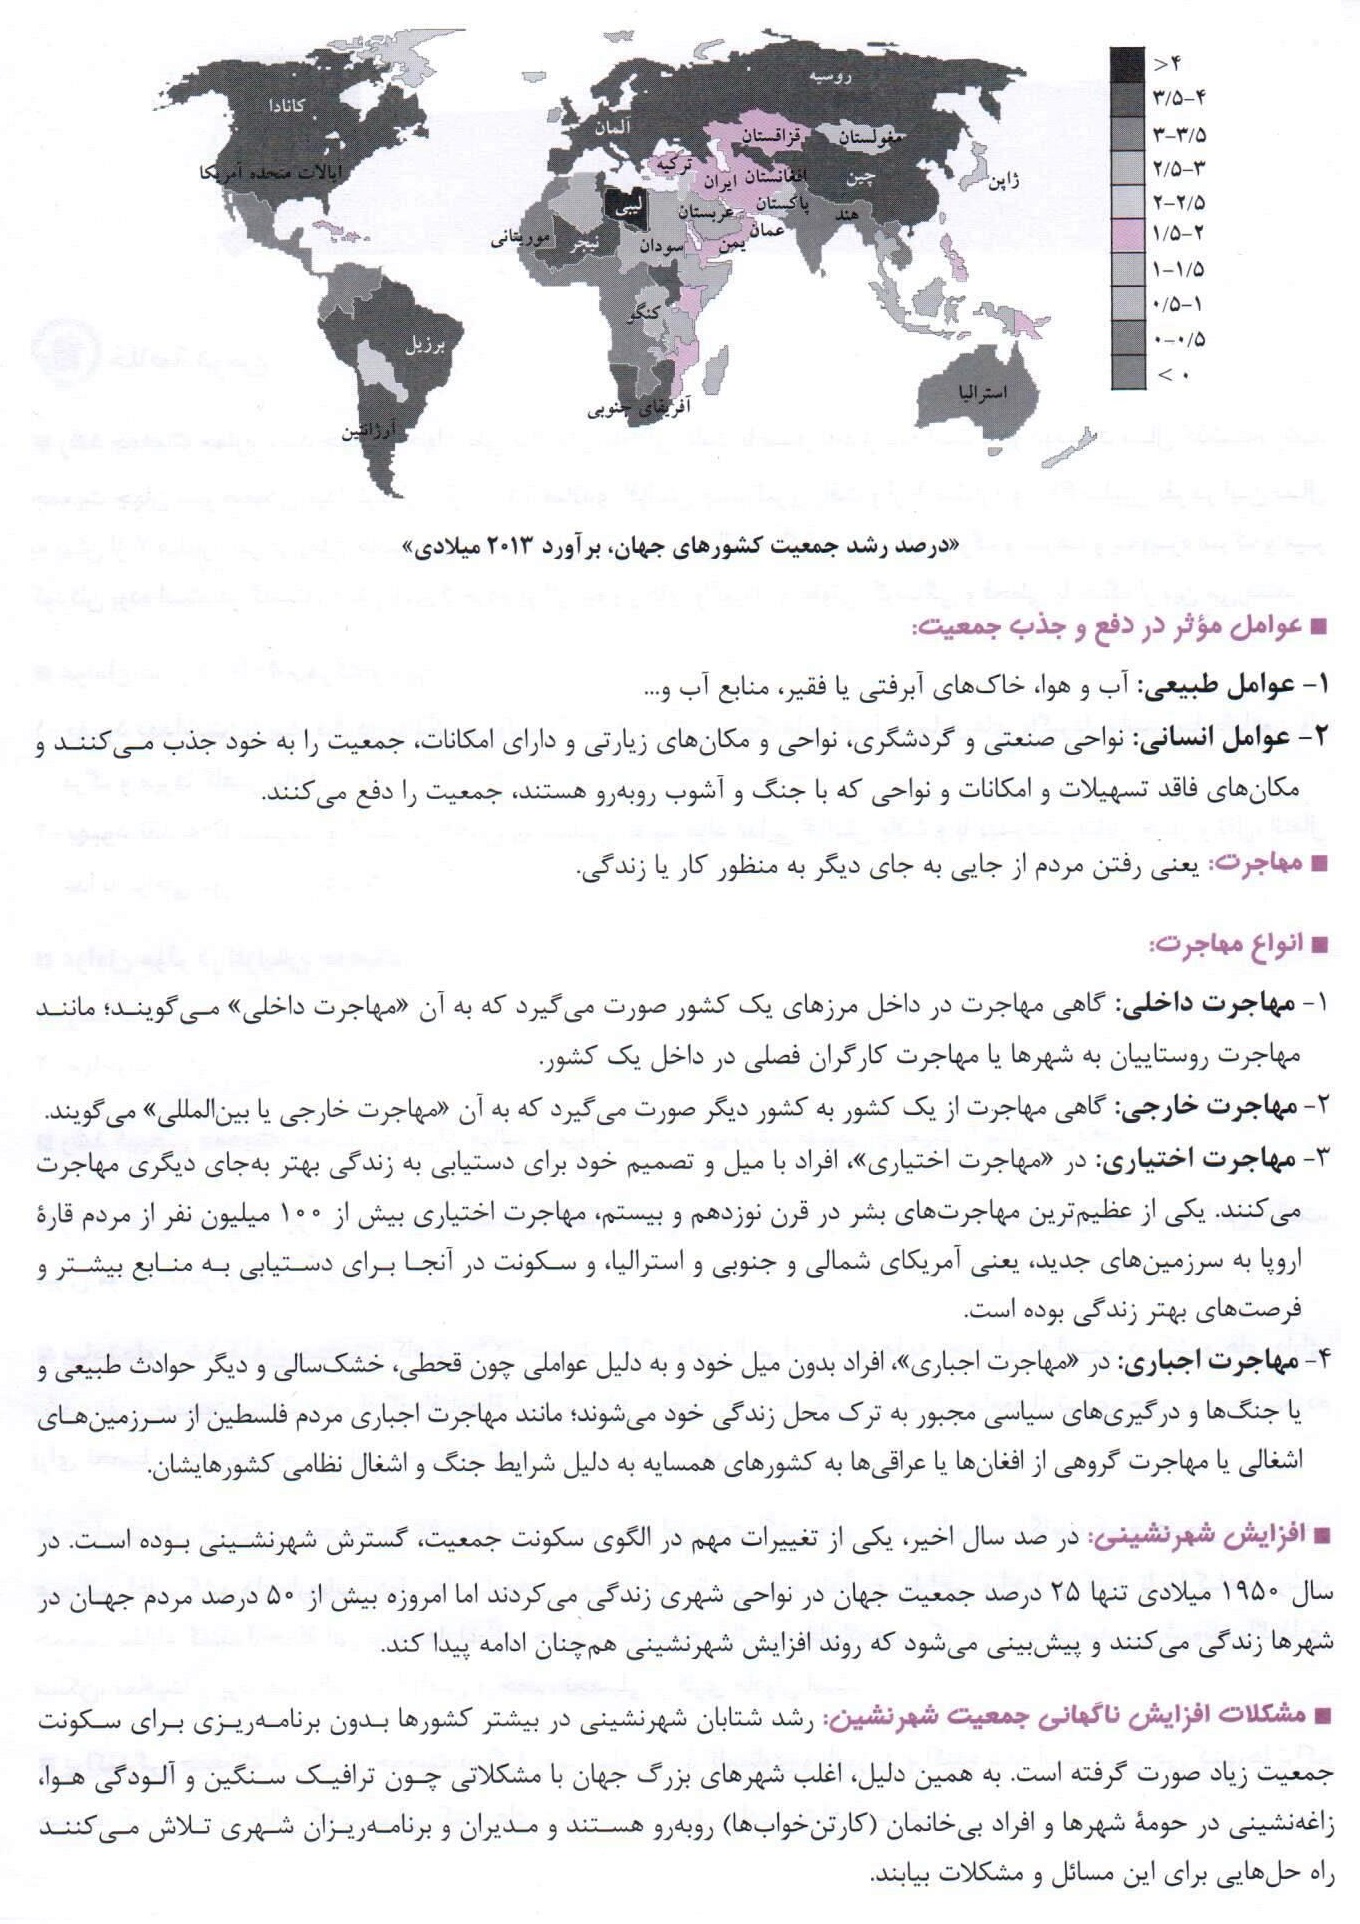 روسیه
کانادا
آلمان
ایالات متحده آمریکا
ترکیه
قزاقستان
مغولستان
ژاپن
ایران
افغانستان
چین
پاکستان
هند
لیبی
عربستان
عمان
یمن
موریتانی
نیجر
سودان
کنگو
برزیل
آرژانتین
آفریقای جنوبی
استرالیا
>۴
۳/۵-۴
۳-۳/۵
۲/۵-۳
۲-۲/۵
۱/۵-۲
۱-۱/۵
۰/۵-۱
۰-۰/۵
< ۰
«درصد رشد جمعیت کشورهای جهان، برآورد ۲۰۱۳ میلادی»
■ عوامل مؤثر در دفع و جذب جمعیت:
۱- عوامل طبیعی: آب و هوا، خاک‌های آبرفتی یا فقیر، منابع آب و...
۲- عوامل انسانی: نواحی صنعتی و گردشگری، نواحی و مکان‌های زیارتی و دارای امکانات، جمعیت را به خود جذب می‌کنند و
مکان‌های فاقد تسهیلات و امکانات و نواحی که با جنگ و آشوب روبه‌رو هستند، جمعیت را دفع می‌کنند.
■ مهاجرت: یعنی رفتن مردم از جایی به جای دیگر به منظور کار یا زندگی.
■ انواع مهاجرت:
۱- مهاجرت داخلی: گاهی مهاجرت در داخل مرزهای یک کشور صورت می‌گیرد که به آن «مهاجرت داخلی» می‌گویند؛ مانند
مهاجرت روستاییان به شهرها یا مهاجرت کارگران فصلی در داخل یک کشور.
۲- مهاجرت خارجی: گاهی مهاجرت از یک کشور به کشور دیگر صورت می‌گیرد که به آن «مهاجرت خارجی یا بین‌المللی» می‌گویند.
۳- مهاجرت اختیاری: در «مهاجرت اختیاری»، افراد با میل و تصمیم خود برای دستیابی به زندگی بهتر به‌جای دیگری مهاجرت
می‌کنند. یکی از عظیم‌ترین مهاجرت‌های بشر در قرن نوزدهم و بیستم، مهاجرت اختیاری بیش از ۱۰۰ میلیون نفر از مردم قارهٔ
اروپا به سرزمین‌های جدید، یعنی آمریکای شمالی و جنوبی و استرالیا، و سکونت در آنجا برای دستیابی به منابع بیشتر و
فرصت‌های بهتر زندگی بوده است.
۴- مهاجرت اجباری: در «مهاجرت اجباری»، افراد بدون میل خود و به دلیل عواملی چون قحطی، خشک‌سالی و دیگر حوادث طبیعی و
یا جنگ‌ها و درگیری‌های سیاسی مجبور به ترک محل زندگی خود می‌شوند؛ مانند مهاجرت اجباری مردم فلسطین از سرزمین‌های
اشغالی یا مهاجرت گروهی از افغان‌ها یا عراقی‌ها به کشورهای همسایه به دلیل شرایط جنگ و اشغال نظامی کشورهایشان.
■ افزایش شهرنشینی: در صد سال اخیر، یکی از تغییرات مهم در الگوی سکونت جمعیت، گسترش شهرنشینی بوده است. در
سال ۱۹۵۰ میلادی تنها ۲۵ درصد جمعیت جهان در نواحی شهری زندگی می‌کردند اما امروزه بیش از ۵۰ درصد مردم جهان در
شهرها زندگی می‌کنند و پیش‌بینی می‌شود که روند افزایش شهرنشینی هم‌چنان ادامه پیدا کند.
■ مشکلات افزایش ناگهانی جمعیت شهرنشین: رشد شتابان شهرنشینی در بیشتر کشورها بدون برنامه‌ریزی برای سکونت
جمعیت زیاد صورت گرفته است. به همین دلیل، اغلب شهرهای بزرگ جهان با مشکلاتی چون ترافیک سنگین و آلودگی هوا،
زاغه‌نشینی در حومهٔ شهرها و افراد بی‌خانمان (کارتن‌خواب‌ها) روبه‌رو هستند و مدیران و برنامه‌ریزان شهری تلاش می‌کنند
راه حل‌هایی برای این مسائل و مشکلات بیابند.